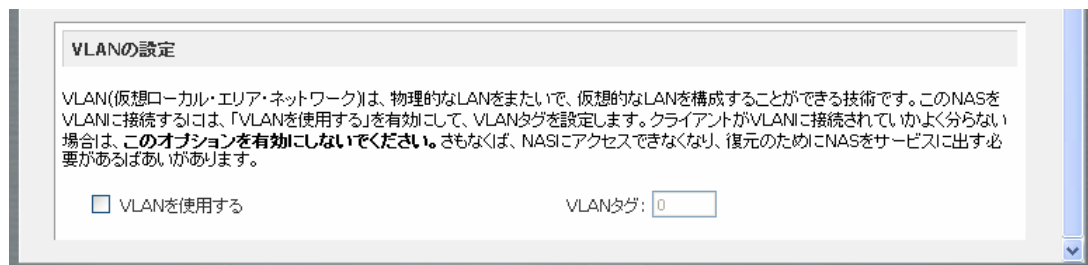 VLANの設定
VLAN(仮想ローカル・エリア・ネットワーク)は、物理的なLANをまたいで、仮想的なLANを構成することができる技術です。このNASを
VLANに接続するには、「VLANを使用する」を有効にして、VLANタグを設定します。クライアントがVLANに接続されていかよく分らない
場合は、このオプションを有効にしないでください。さもなくば、NASにアクセスできなくなり、復元のためにNASをサービスに出す必
要があるばあいがあります。
VLANを使用する VLANタグ: 0